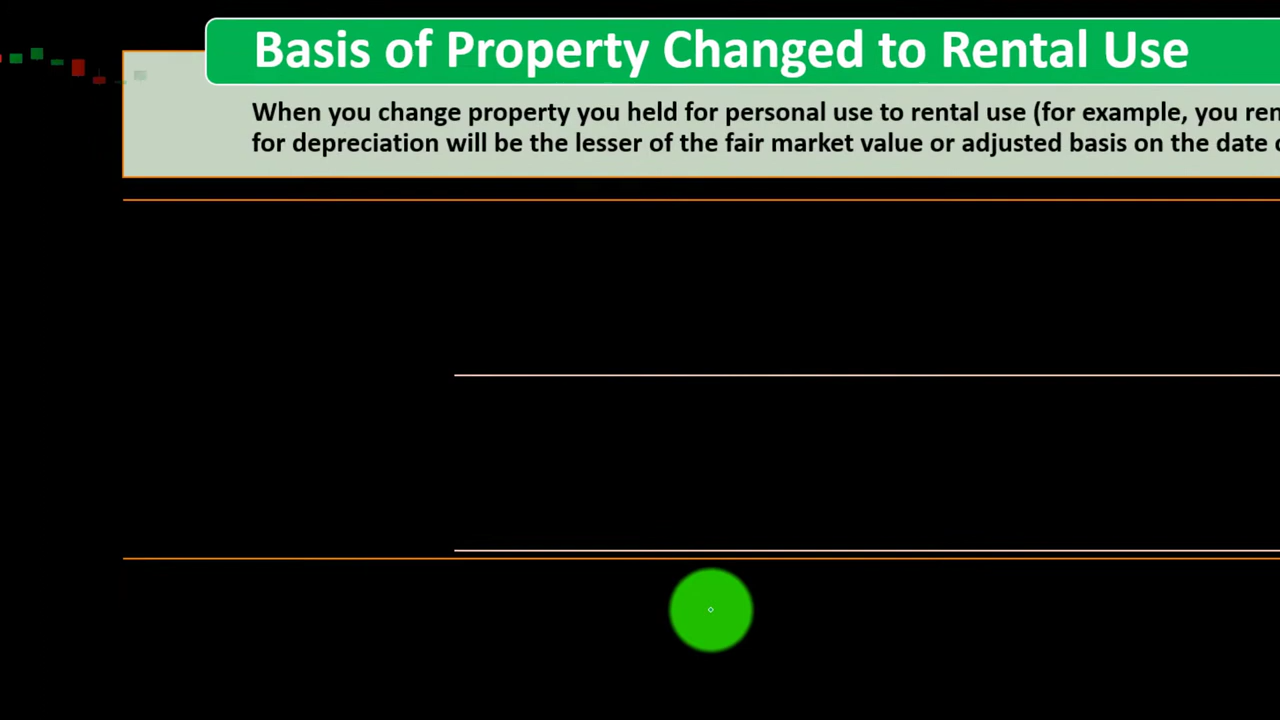 Basis of Property Changed to Rental Use
When you change property you held for personal use to rental use (for example, you
for depreciation will be the lesser of the fair market value or adjusted basis on the date